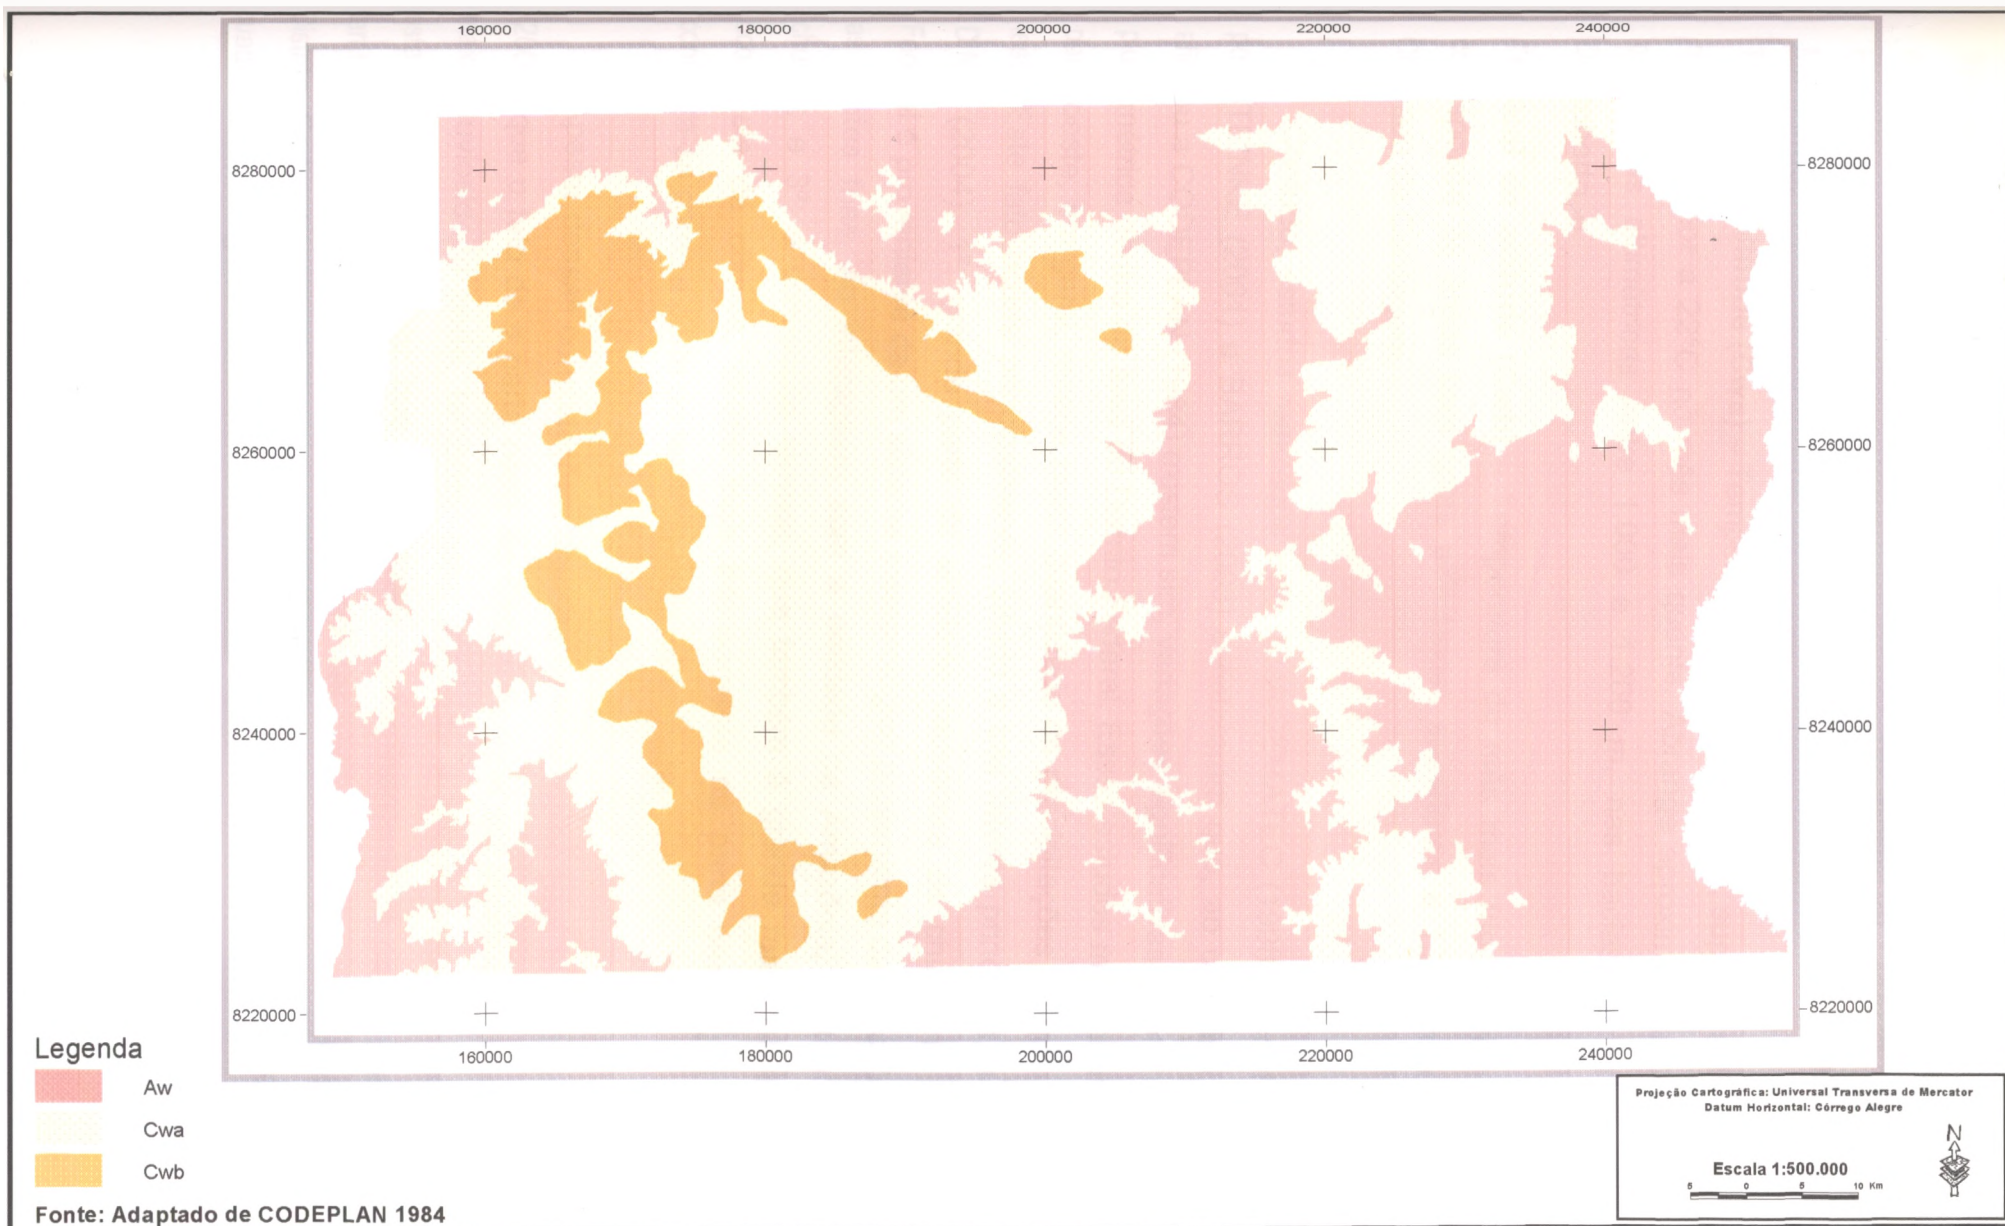 160000 180000 200000 220000 240000
8280000 8280000
8260000 8260000
8240000 8240000
8220000 8220000
160000 180000 200000 220000 240000
Legenda
Aw
Cwa
Cwb
Fonte: Adaptado de CODEPLAN 1984
Projeção Cartográfica: Universal Transversa de Mercator
Datum Horizontal: Córrego Alegre
N
Escala 1:500.000
5 0 5 10 Km